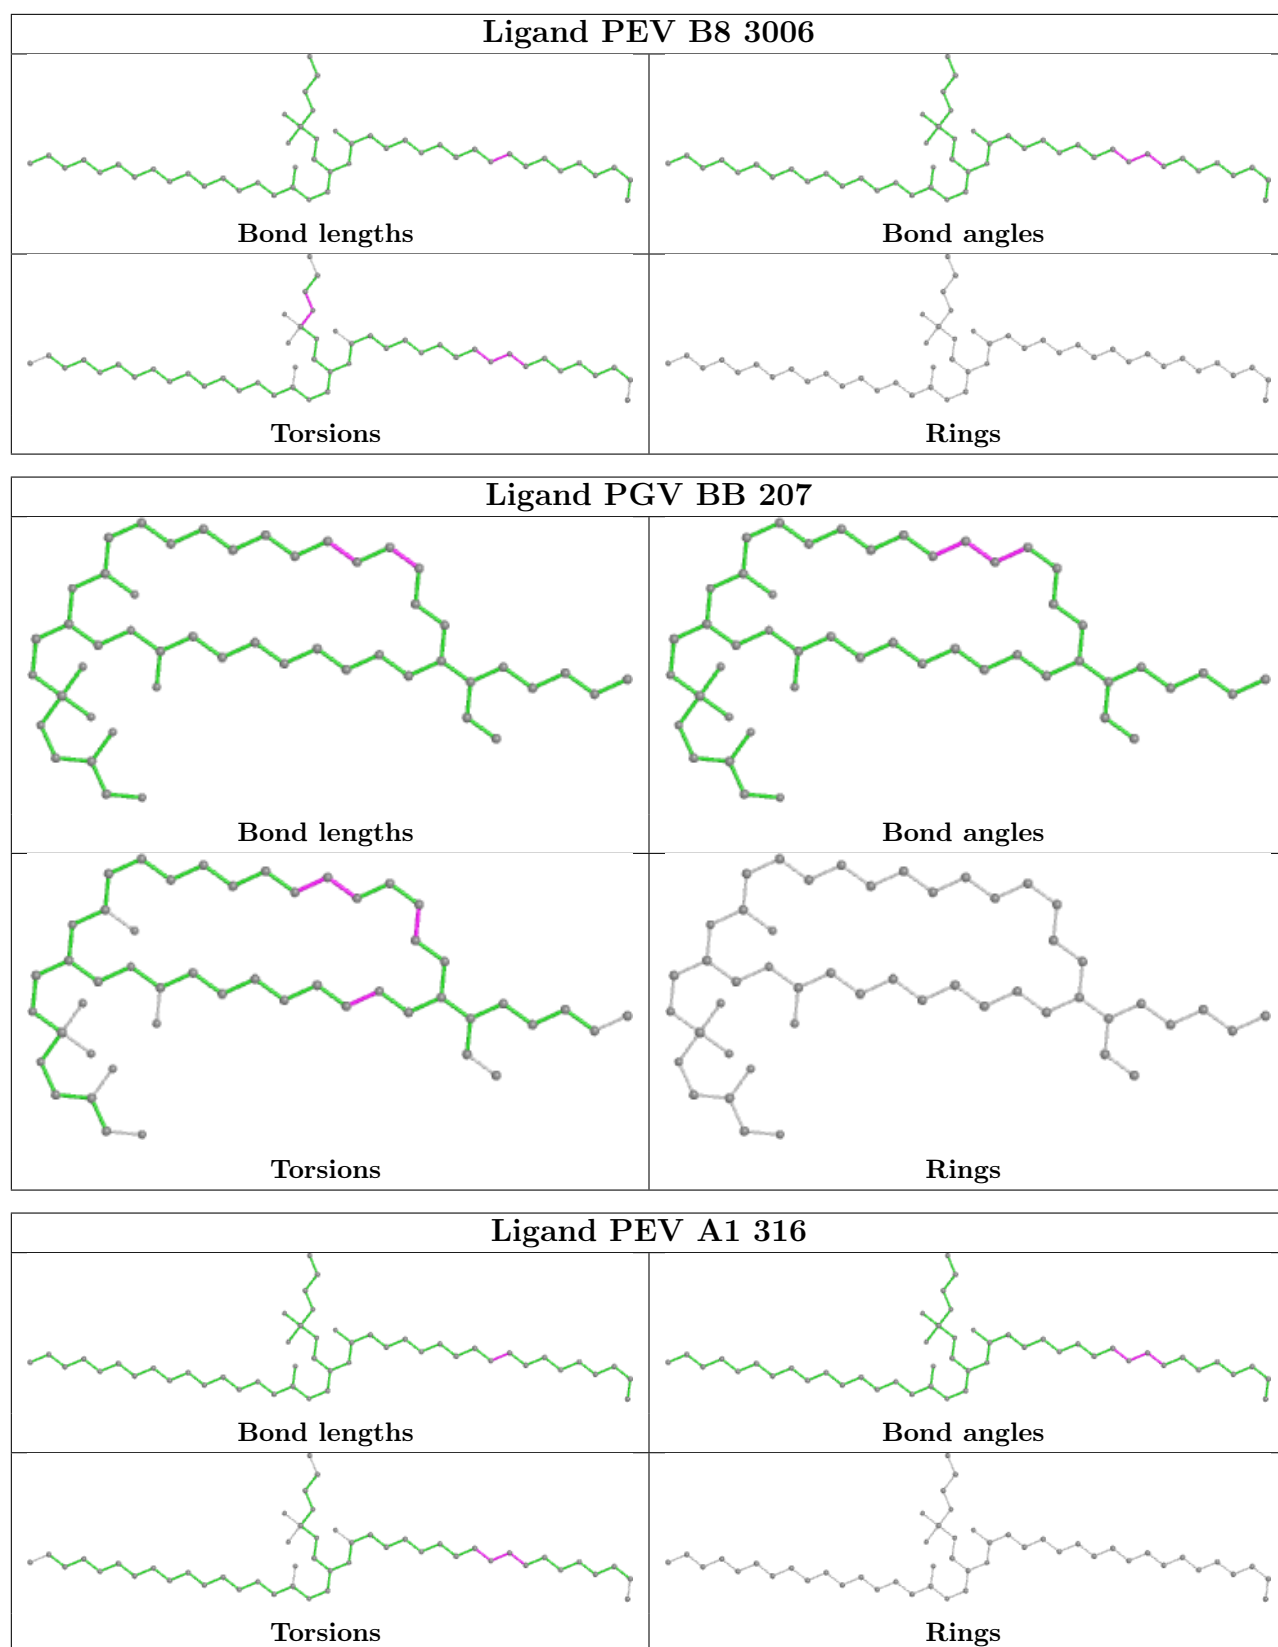 Ligand PEV B8 3006
Bond lengths
Bond angles
Torsions
Rings
Ligand PGV BB 207
Bond lengths
Bond angles
Torsions
Rings
Ligand PEV A1 316
Bond lengths
Bond angles
Torsions
Rings